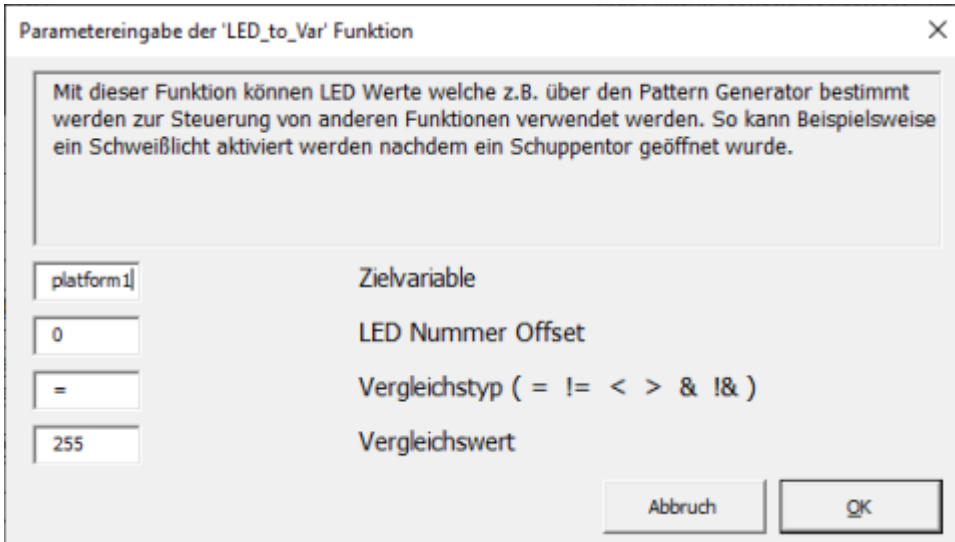 Parametereingabe der 'LED_to_Var' Funktion
Mit dieser Funktion können LED Werte welche z.B. über den Pattern Generator bestimmt
werden zur Steuerung von anderen Funktionen verwendet werden. So kann Beispielsweise
ein Schweißlicht aktiviert werden nachdem ein Schuppentor geöffnet wurde.
platform1 Zielvariable
0 LED Nummer Offset
= Vergleichstyp ( = != < > & !& )
255 Vergleichswert
Abbruch OK